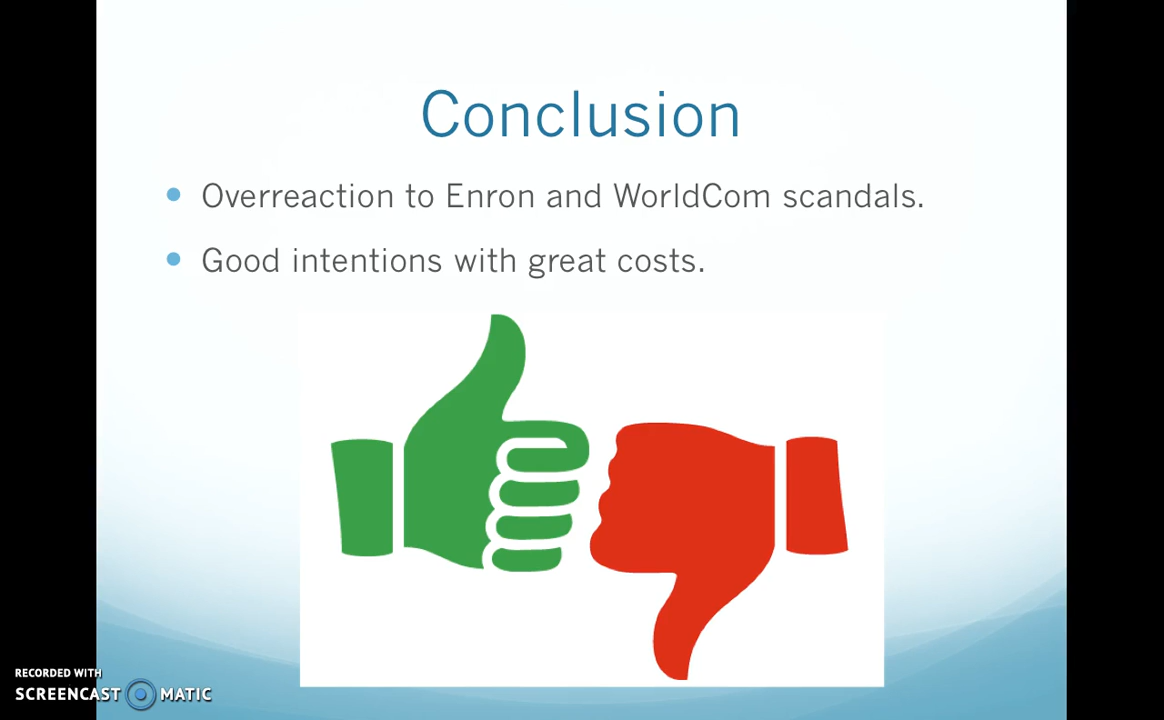 Conclusion
Overreaction to Enron and WorldCom scandals.
Good intentions with great costs.
RECORDED WITH
SCREENCAST MATIC